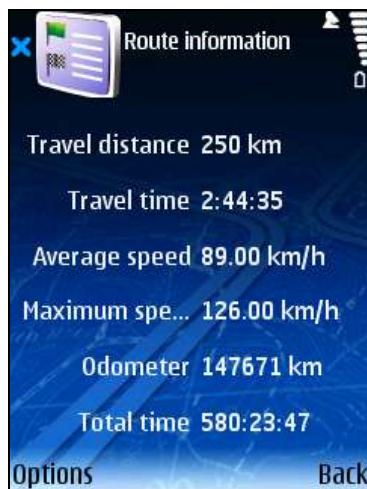 Route information
Travel distance 250 km
Travel time 2:44:35
Average speed 89.00 km/h
Maximum spe... 126.00 km/h
Odometer 147671 km
Total time 580:23:47
Options Back